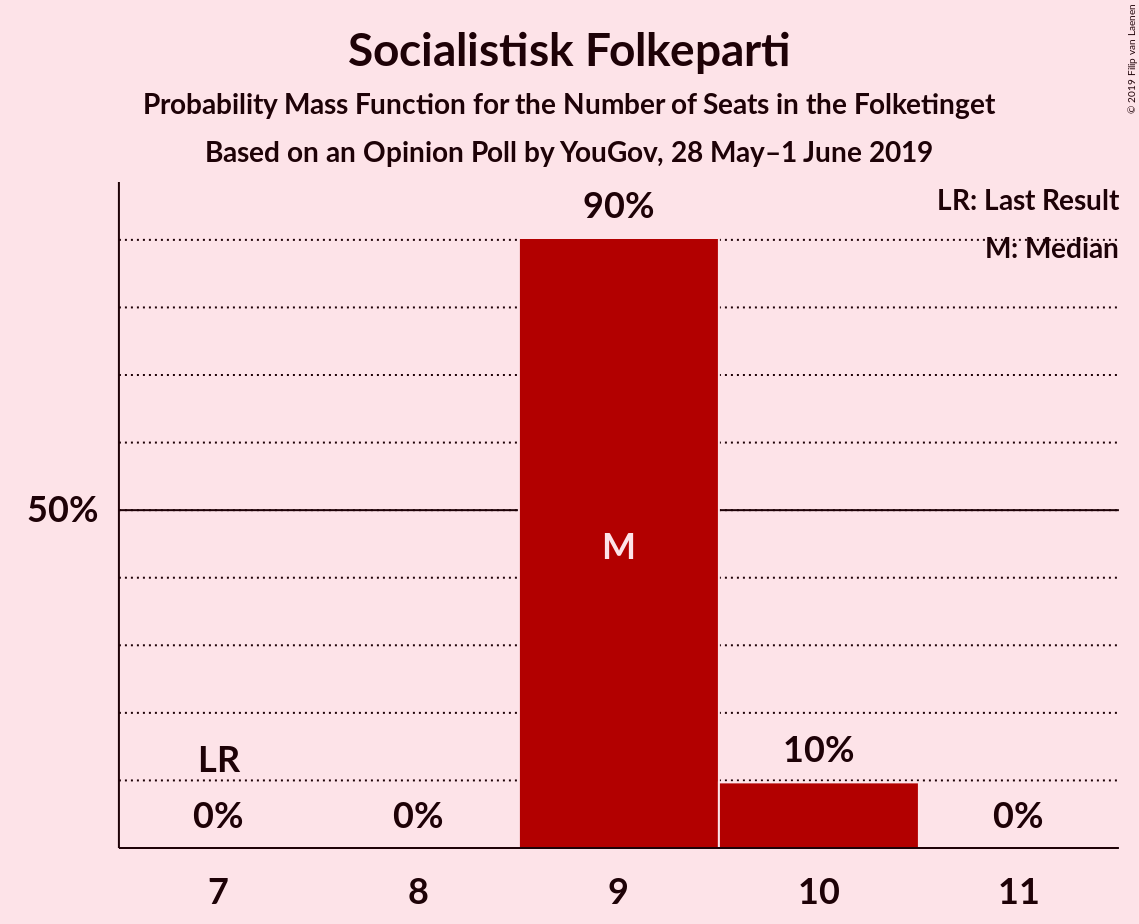 Socialistisk Folkeparti
Probability Mass Function for the Number of Seats in the Folketinget
Based on an Opinion Poll by YouGov, 28 May–1 June 2019
© 2019 Filip van Laenen
LR: Last Result
M: Median
90%
50%
M
LR
10%
0%
0%
0%
7
8
9
10
11